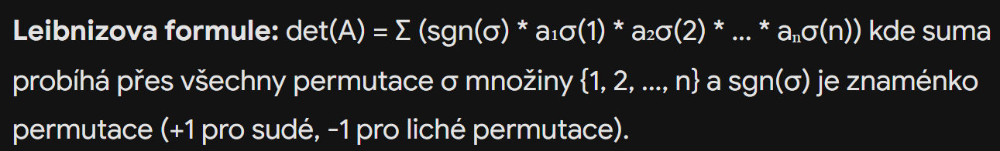 Leibnizova formule: det(A) = Σ (sgn(σ) * a₁σ(1) * a₂σ(2) * ... * aₙσ(n)) kde suma
probíhá přes všechny permutace σ množiny {1, 2, ..., n} a sgn(σ) je znaménko
permutace (+1 pro sudé, -1 pro liché permutace).